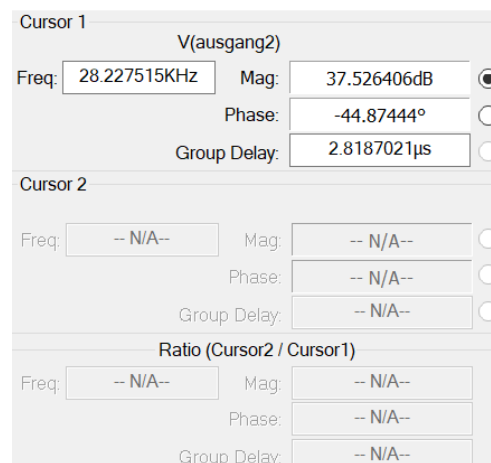 Cursor 1
V(ausgang2)
Freq: 28.227515KHz Mag: 37.526406dB
Phase: -44.87444°
Group Delay: 2.8187021µs
Cursor 2
Freq: -- N/A-- Mag: -- N/A--
Phase: -- N/A--
Group Delay: -- N/A--
Ratio (Cursor2 / Cursor1)
Freq: -- N/A-- Mag: -- N/A--
Phase: -- N/A--
Group Delay: -- N/A--